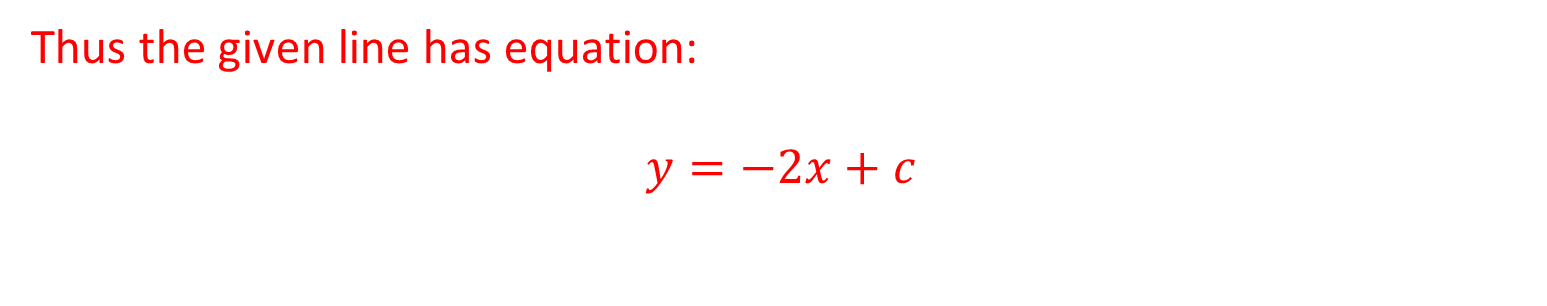 Thus the given line has equation:
y = −2x + c